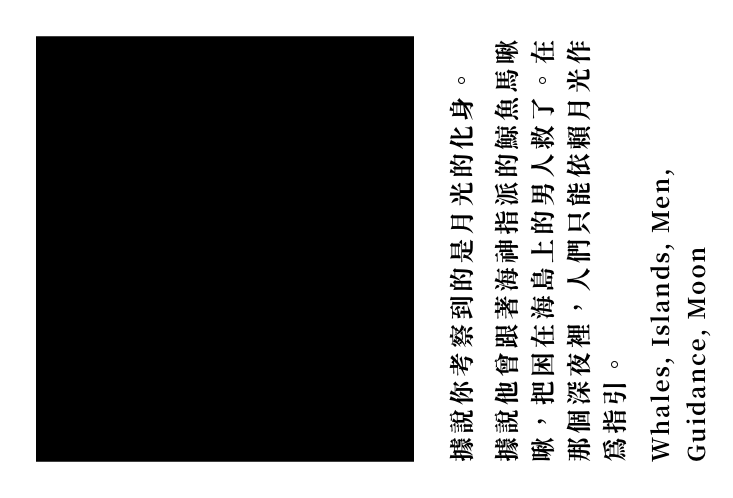 據說你考察到的是月光的化身。
據說他曾跟著海神指派的鯨魚馬啾
啾，把困在海島上的男人救了。在
那個深夜裡，人們只能依賴月光作
爲指引。
Whales, Islands, Men,
Guidance, Moon